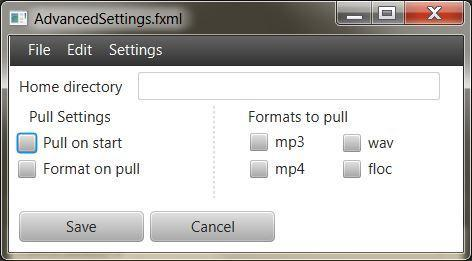 AdvancedSettings.fxml
File Edit Settings
Home directory
Pull Settings
Pull on start
Format on pull
Formats to pull
mp3 wav
mp4 floc
Save Cancel